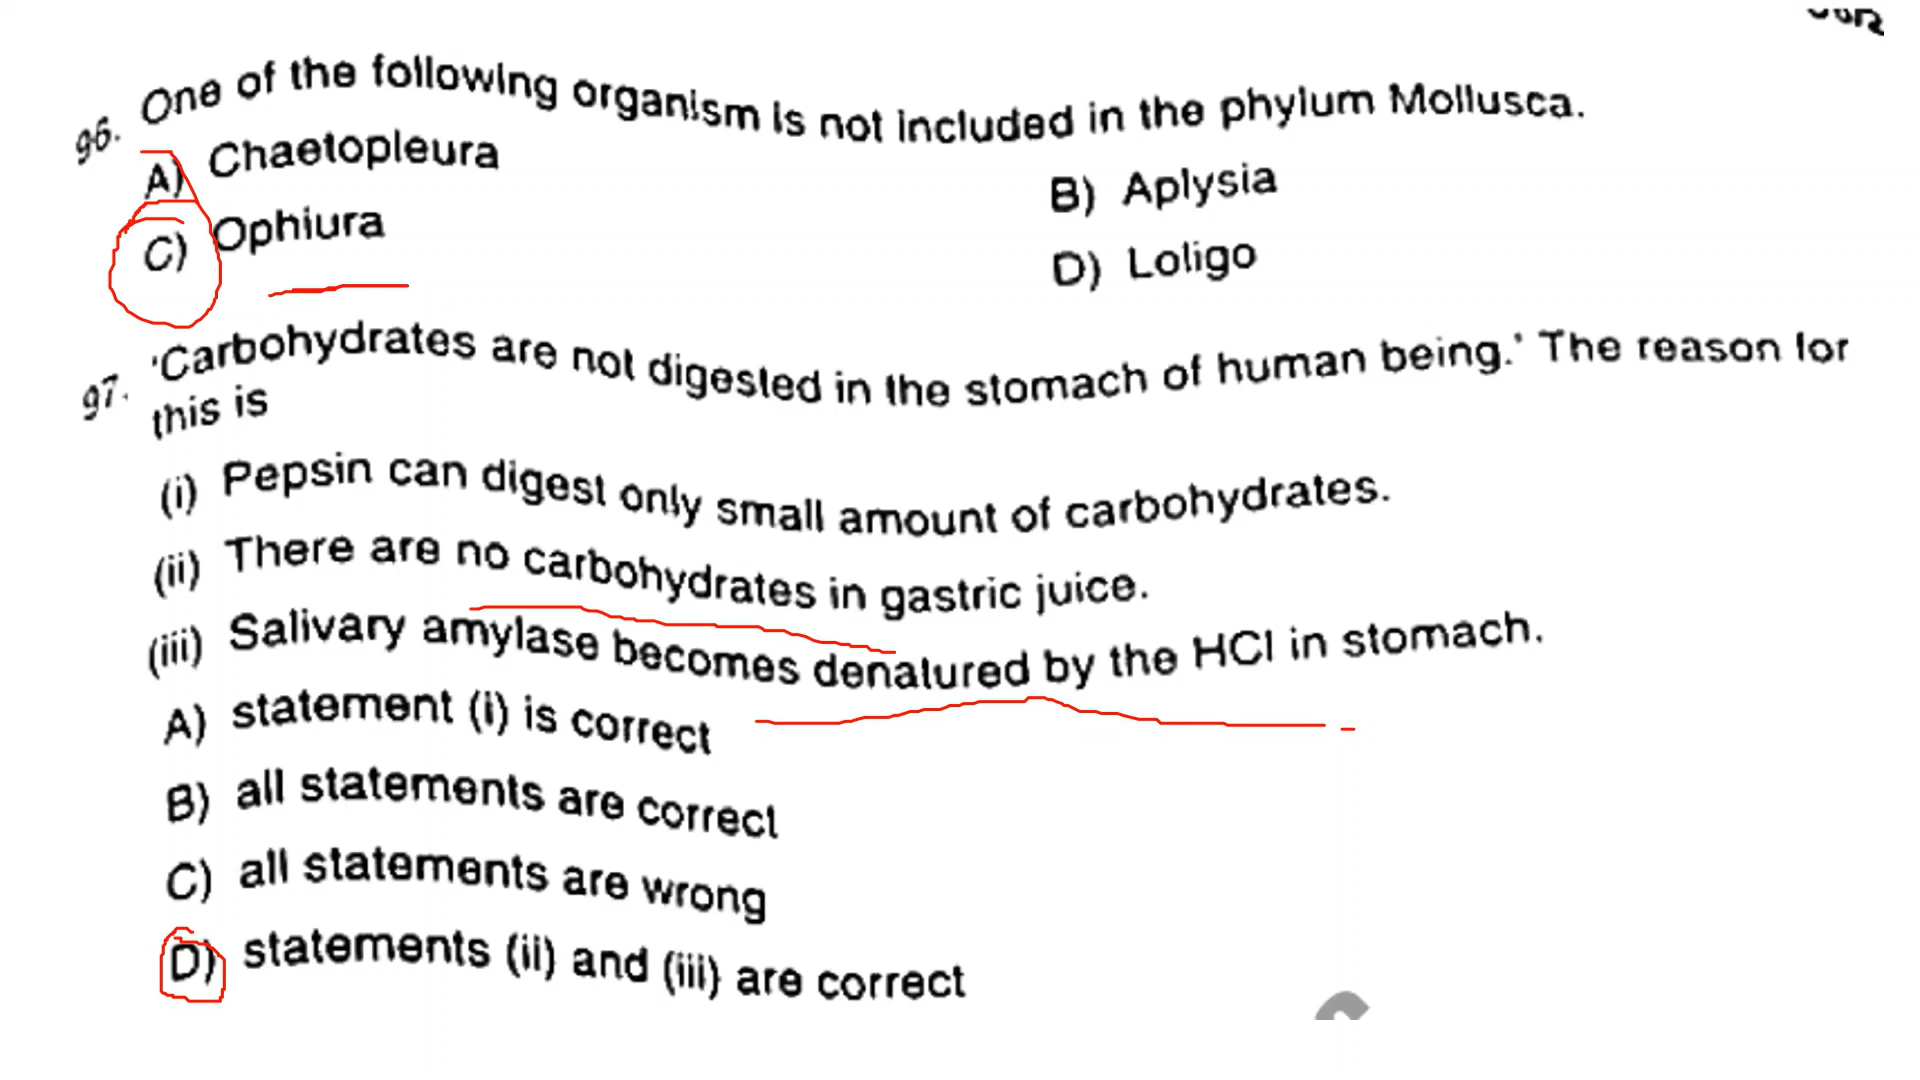 96. One of the following organism is not included in the phylum Mollusca.
A) Chaetopleura
B) Aplysia
C) Ophiura
D) Loligo
97. 'Carbohydrates are not digested in the stomach of human being.' The reason for
this is
(i) Pepsin can digest only small amount of carbohydrates.
(ii) There are no carbohydrates in gastric juice.
(iii) Salivary amylase becomes denatured by the HCl in stomach.
A) statement (i) is correct
B) all statements are correct
C) all statements are wrong
D) statements (ii) and (iii) are correct